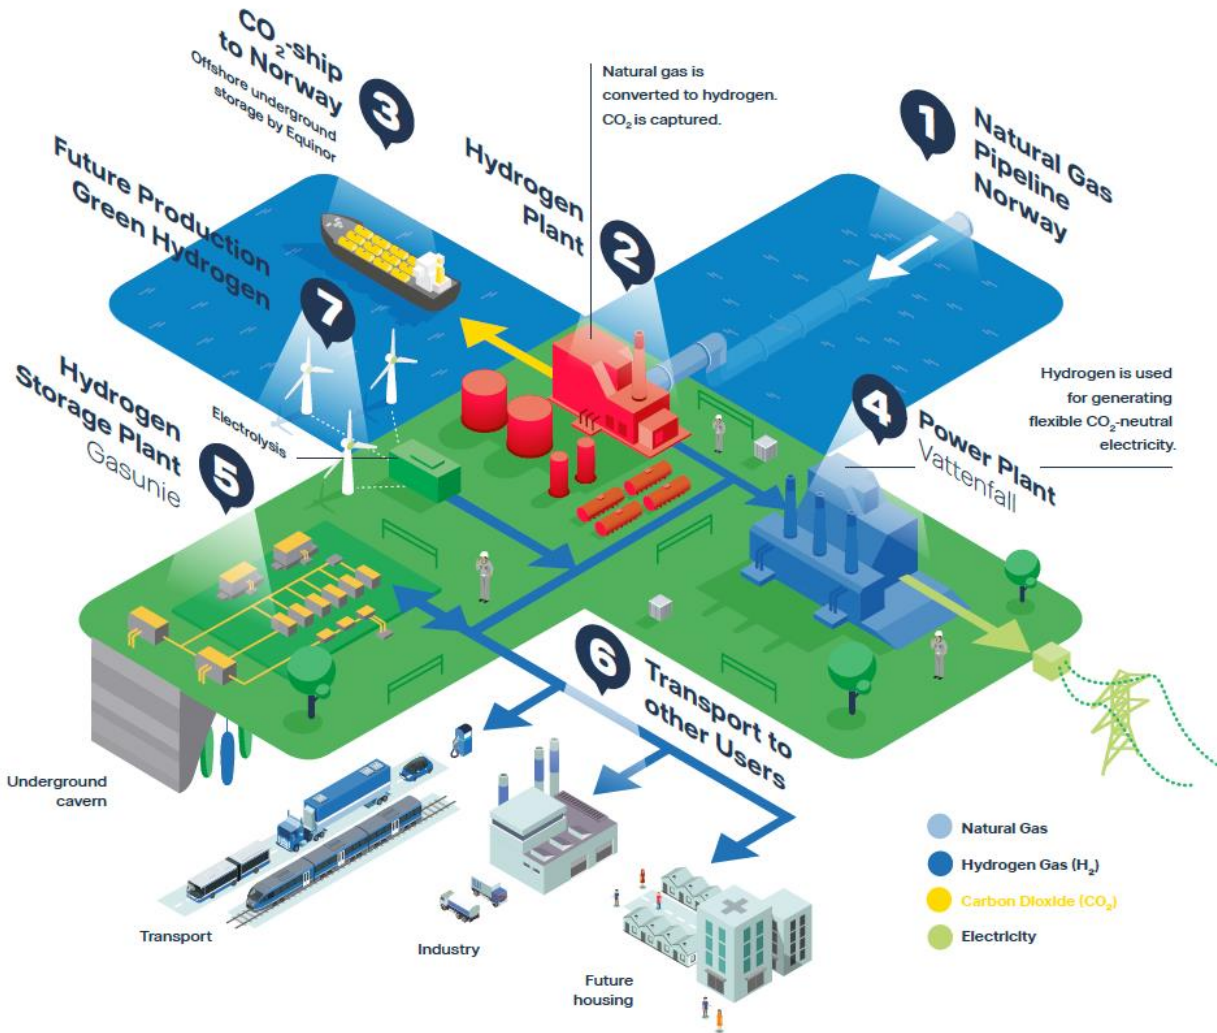 1
Natural Gas
Pipeline
Norway
Natural gas is
converted to hydrogen.
CO₂ is captured.
2
Hydrogen
Plant
3
CO₂-ship
to Norway
Offshore underground
storage by Equinor
4
Power Plant
Vattenfall
Hydrogen is used
for generating
flexible CO₂-neutral
electricity.
5
Hydrogen
Storage Plant
Gasunie
Underground
cavern
6
Transport to
other Users
Transport
Industry
Future
housing
7
Future Production
Green Hydrogen
Electrolysis
Natural Gas
Hydrogen Gas (H₂)
Carbon Dioxide (CO₂)
Electricity